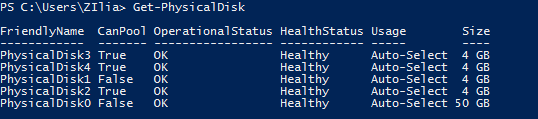 PS C:\Users\ZIlia> Get-PhysicalDisk
FriendlyName CanPool OperationalStatus HealthStatus Usage Size
------------ ------- ----------------- ------------ ----- ----
PhysicalDisk3 True OK Healthy Auto-Select 4 GB
PhysicalDisk4 True OK Healthy Auto-Select 4 GB
PhysicalDisk1 False OK Healthy Auto-Select 4 GB
PhysicalDisk2 True OK Healthy Auto-Select 4 GB
PhysicalDisk0 False OK Healthy Auto-Select 50 GB